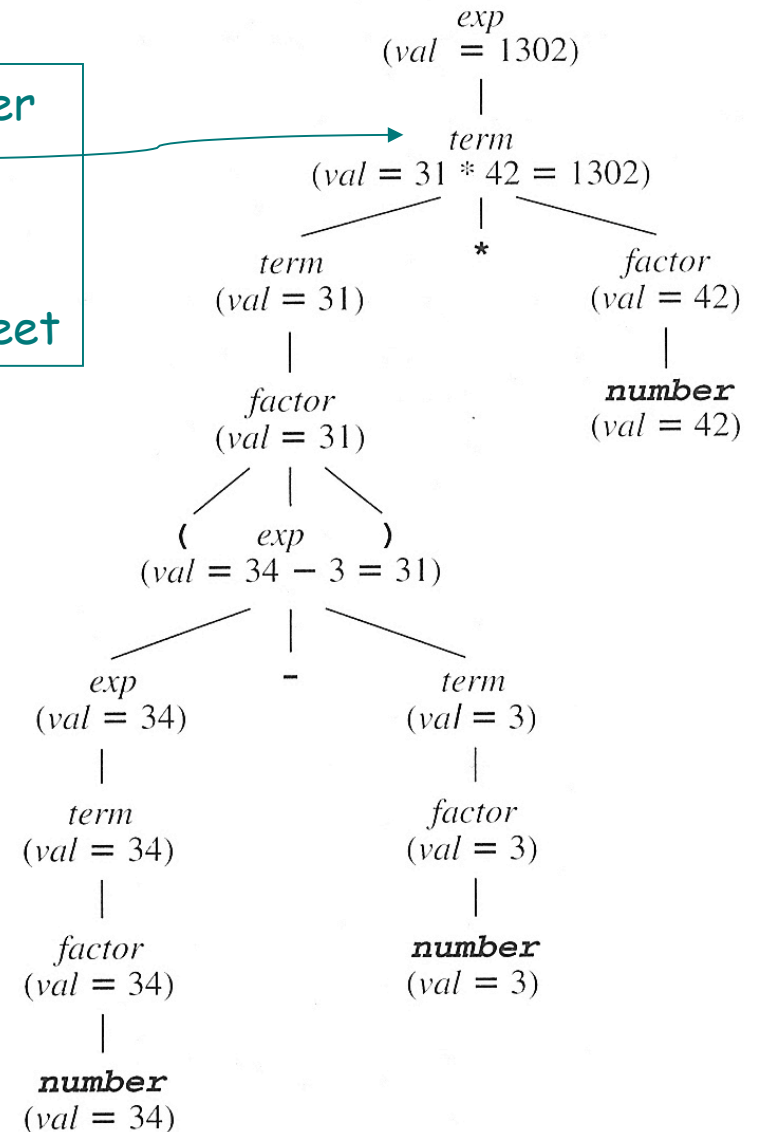 exp
(val = 1302)
er
term
(val = 31 * 42 = 1302)
*
term
factor
(val = 31)
(val = 42)
eet
factor
number
(val = 31)
(val = 42)
( exp )
(val = 34 − 3 = 31)
exp - term
(val = 34) (val = 3)
term factor
(val = 34) (val = 3)
factor number
(val = 34) (val = 3)
number
(val = 34)